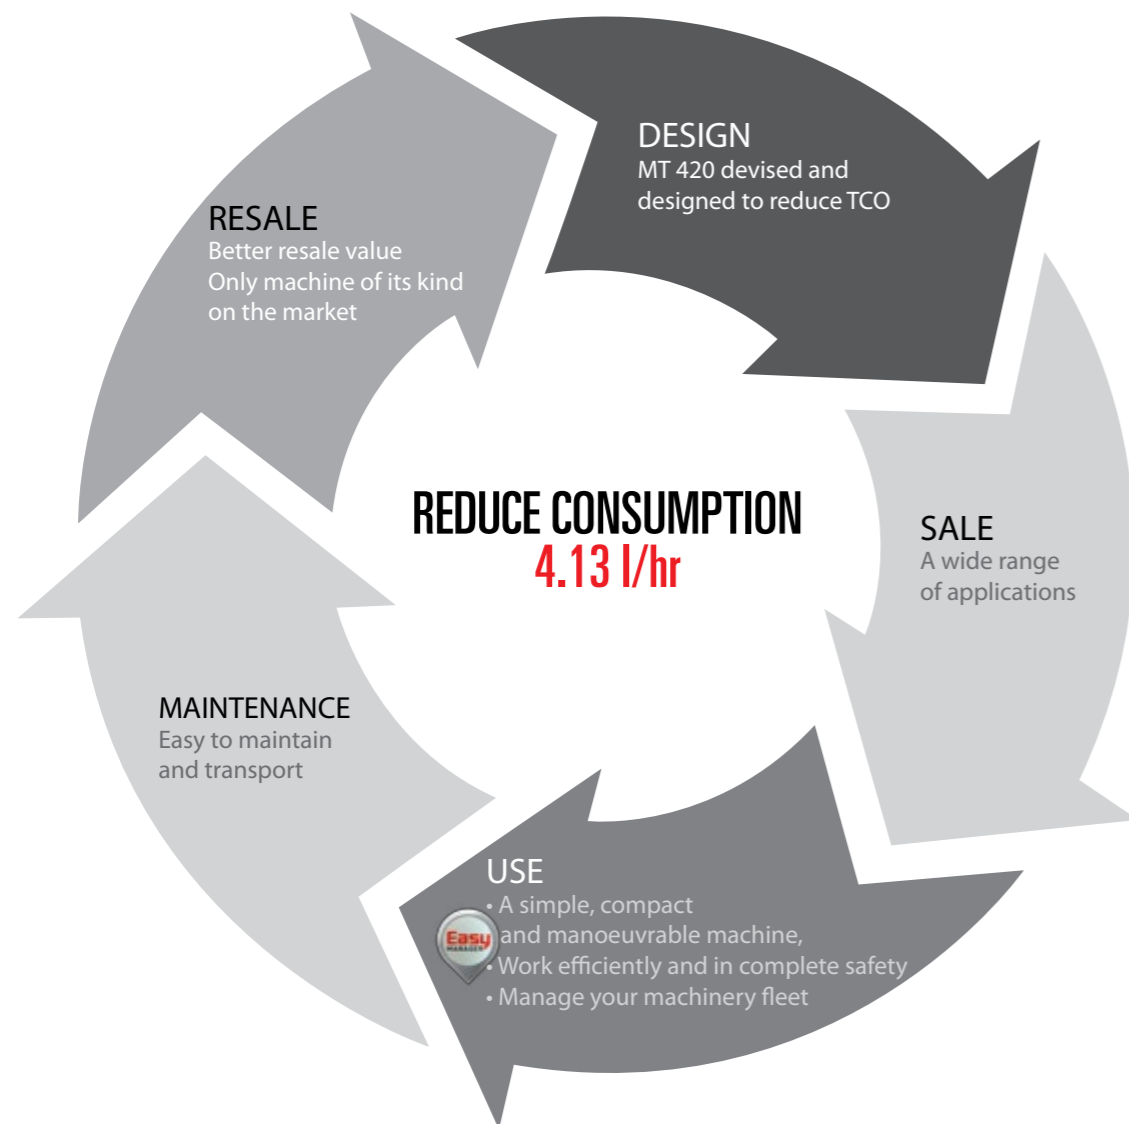 DESIGN
MT 420 devised and
designed to reduce TCO
RESALE
Better resale value
Only machine of its kind
on the market
REDUCE CONSUMPTION
4.13 l/hr
SALE
A wide range
of applications
MAINTENANCE
Easy to maintain
and transport
USE
• A simple, compact
and manoeuvrable machine,
• Work efficiently and in complete safety
• Manage your machinery fleet
Easy
MANAGER